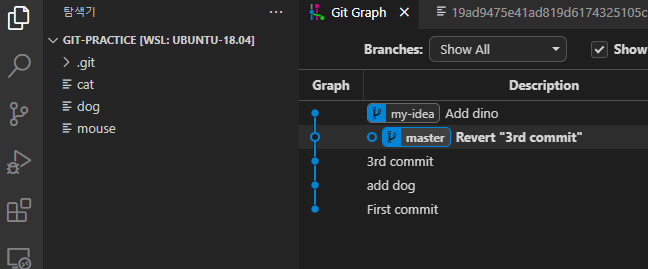 탐색기
GIT-PRACTICE [WSL: UBUNTU-18.04]
.git
cat
dog
mouse
Git Graph
19ad9475e41ad819d6174325105c
Branches: Show All
Show
Graph Description
my-idea Add dino
master Revert "3rd commit"
3rd commit
add dog
First commit